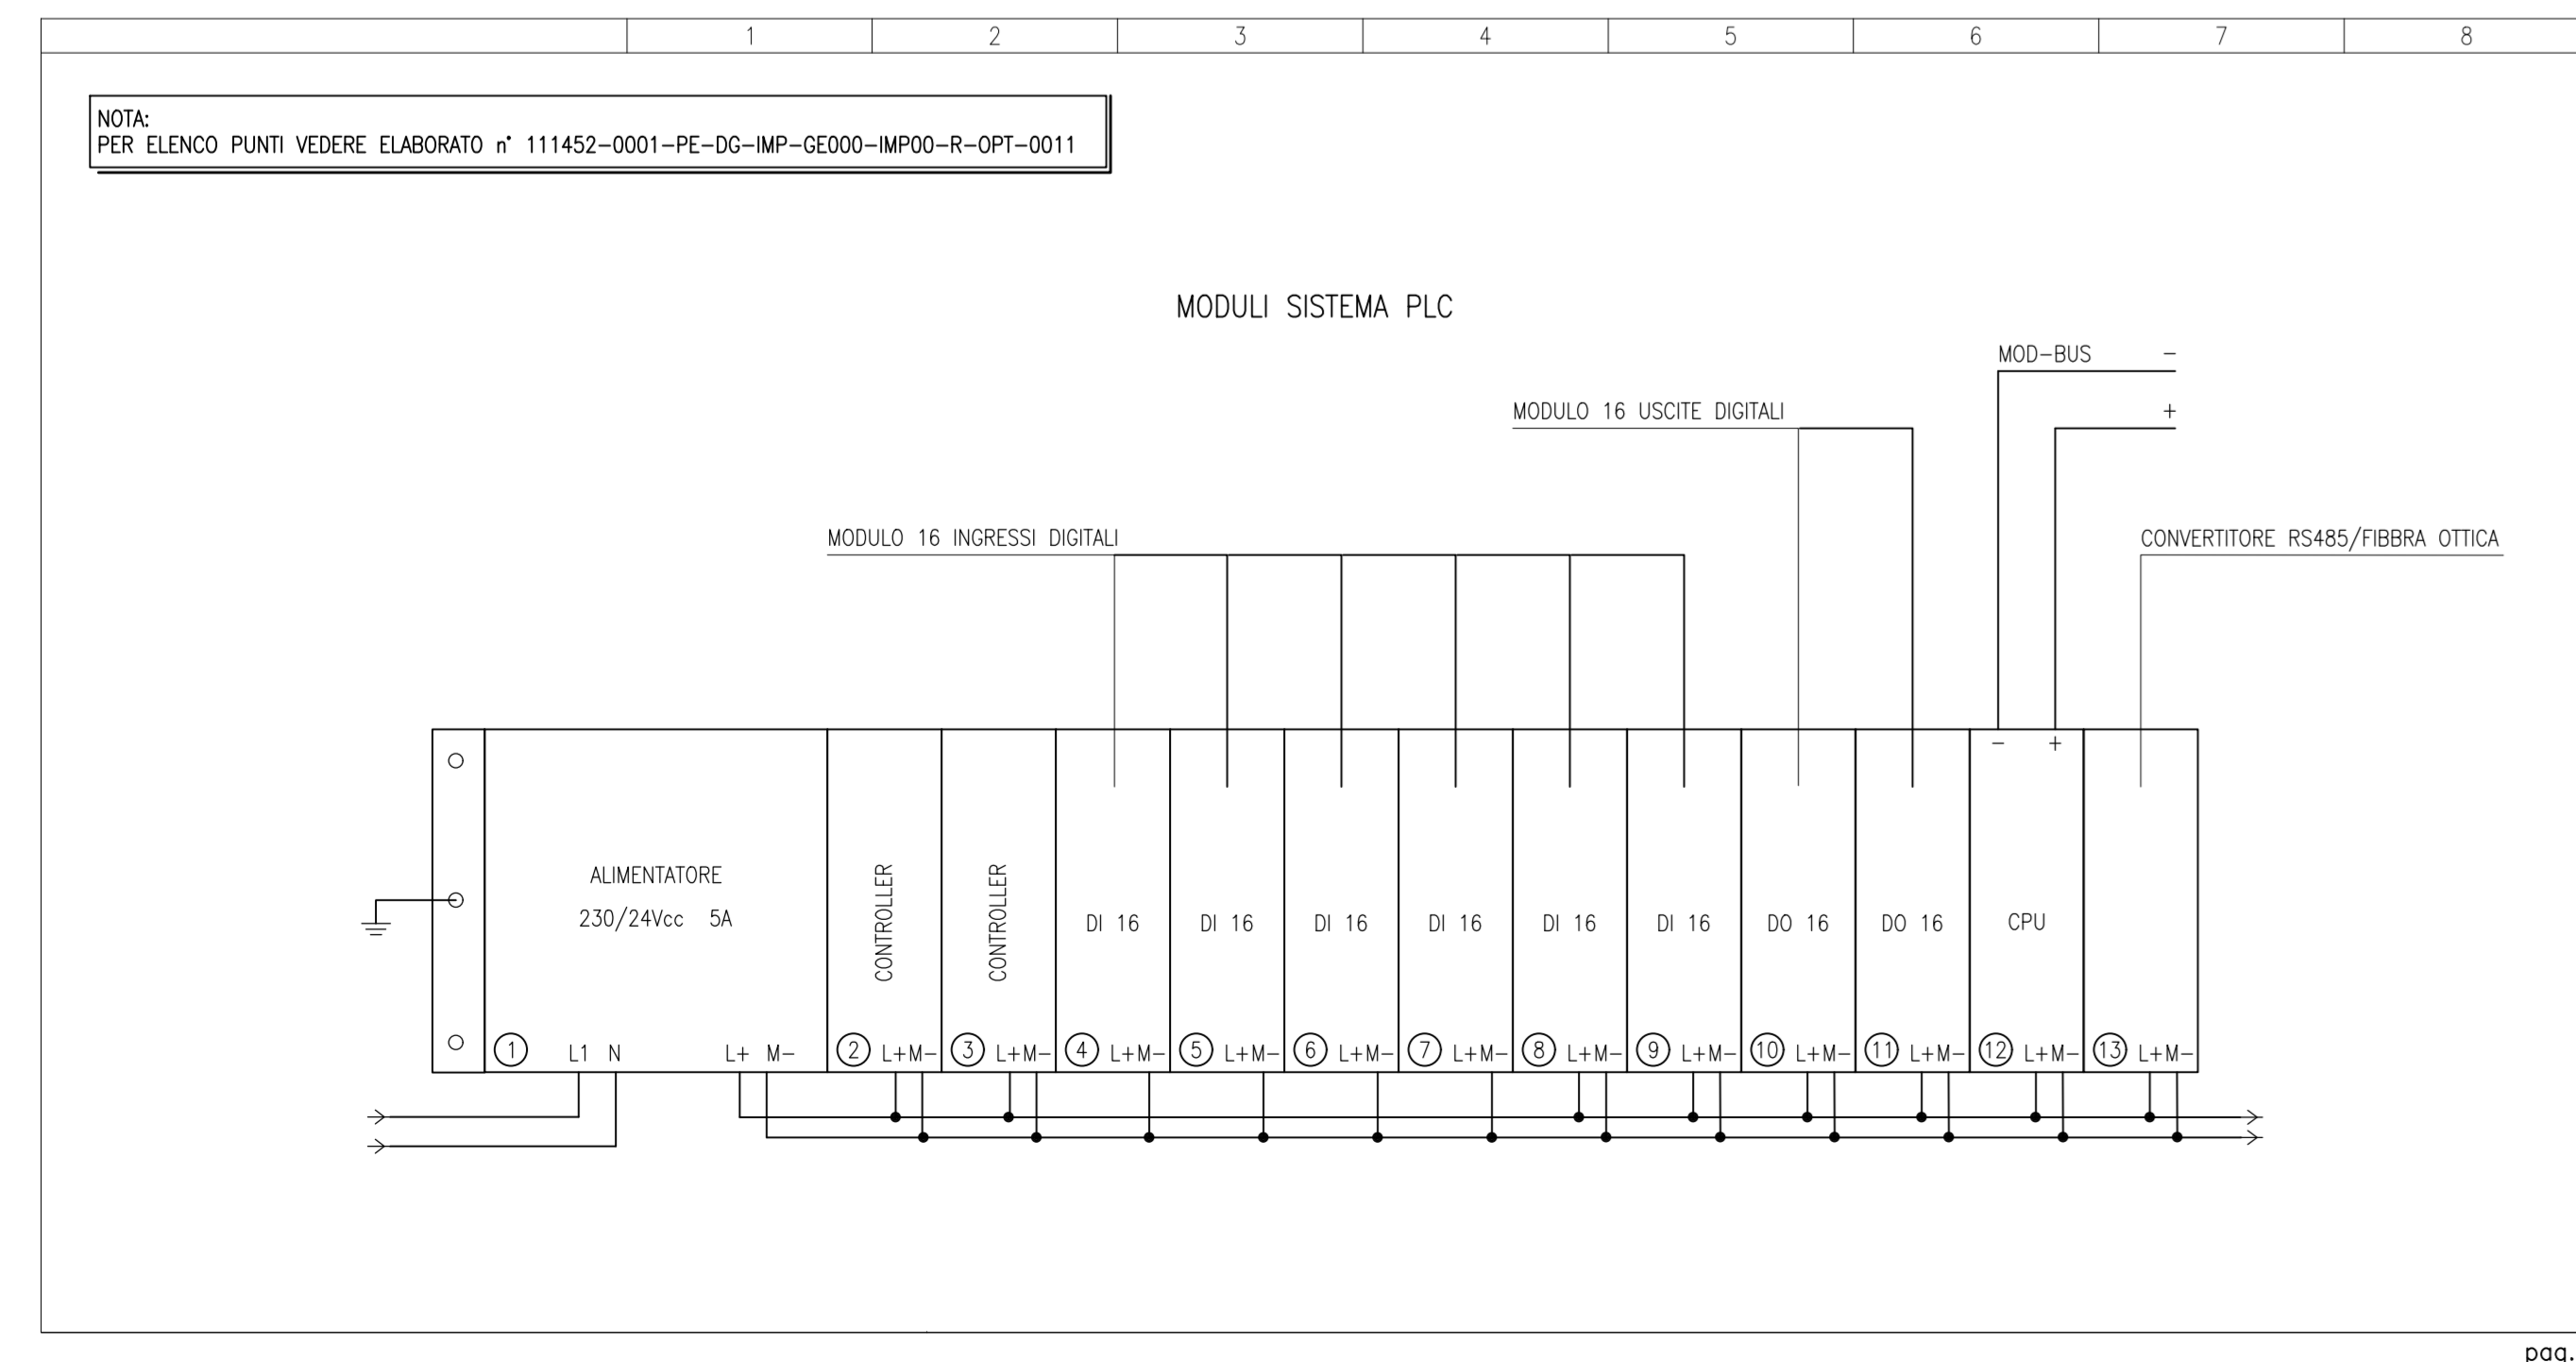 1 2 3 4 5 6 7 8
NOTA:
PER ELENCO PUNTI VEDERE ELABORATO n° 111452-0001-PE-DG-IMP-GE000-IMP00-R-OPT-0011
MODULI SISTEMA PLC
MOD-BUS -
MODULO 16 USCITE DIGITALI +
MODULO 16 INGRESSI DIGITALI CONVERTITORE RS485/FIBBRA OTTICA
- +
ALIMENTATORE
230/24Vcc 5A
CONTROLLER CONTROLLER DI 16 DI 16 DI 16 DI 16 DI 16 DI 16 DO 16 DO 16 CPU
1 L1 N L+ M- 2 L+M- 3 L+M- 4 L+M- 5 L+M- 6 L+M- 7 L+M- 8 L+M- 9 L+M- 10 L+M- 11 L+M- 12 L+M- 13 L+M-
pag.